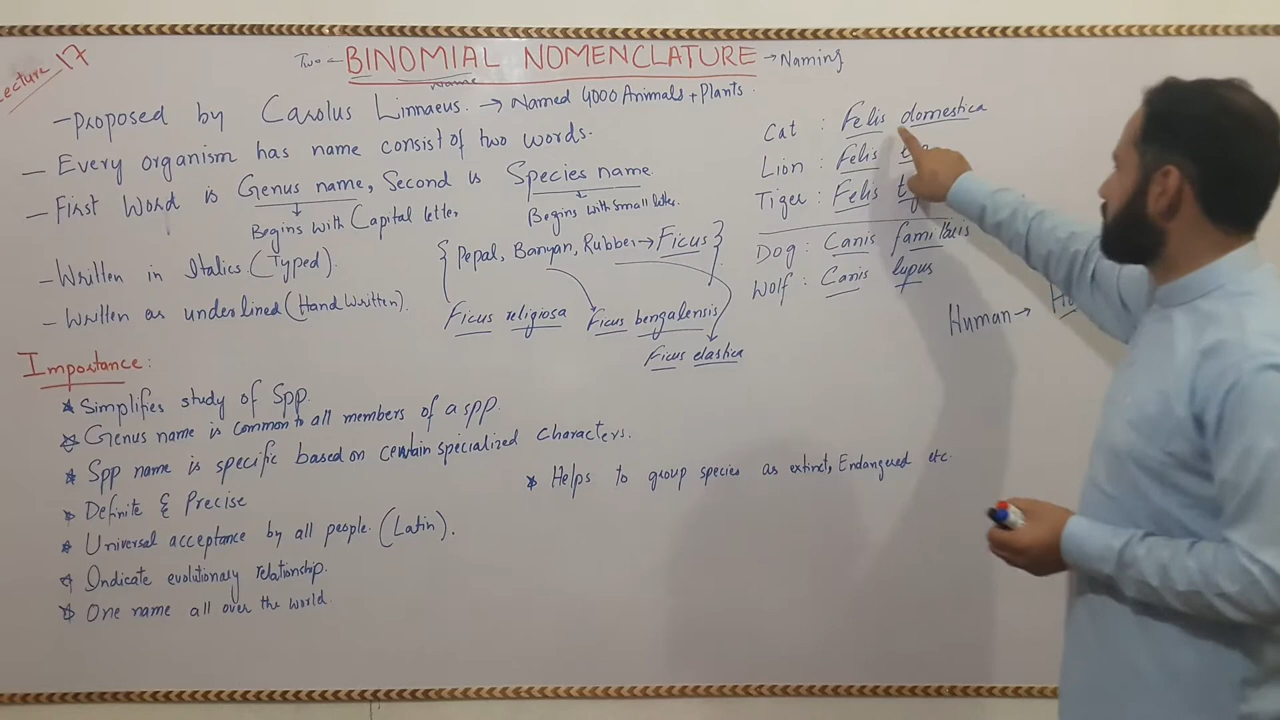 Lecture 17
Two ← BINOMIAL NOMENCLATURE → Naming
Name
- Proposed by Carolus Linnaeus. → Named 4000 Animals + Plants
- Every organism has name consist of two words.
- First Word is Genus name, Second is Species name.
Begins with Capital letter
Begins with small letter.
- Written in Italics (Typed).
- Written as underlined (Hand Written).
{ Pepal, Banyan, Rubber → Ficus }
Ficus religiosa
Ficus bengalensis
Ficus elastica
Cat : Felis domestica
Lion : Felis
Tiger : Felis
Dog : Canis familiaris
Wolf : Canis lupus
Human →
Importance:
* Simplifies study of Spp.
* Genus name is common to all members of a spp.
* Spp name is specific based on certain specialized characters.
* Definite & Precise
* Universal acceptance by all people. (Latin).
* Indicate evolutionary relationship.
* One name all over the world.
* Helps to group species as extinct, Endangered etc.